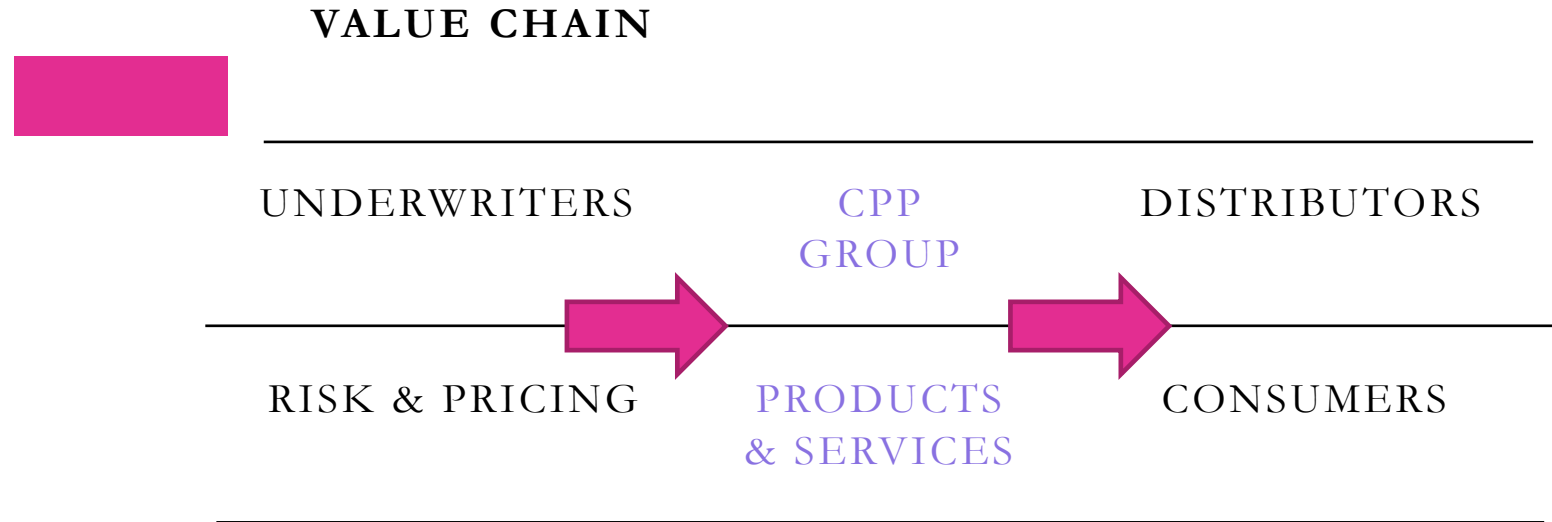 VALUE CHAIN
UNDERWRITERS
CPP
GROUP
DISTRIBUTORS
RISK & PRICING
PRODUCTS
& SERVICES
CONSUMERS